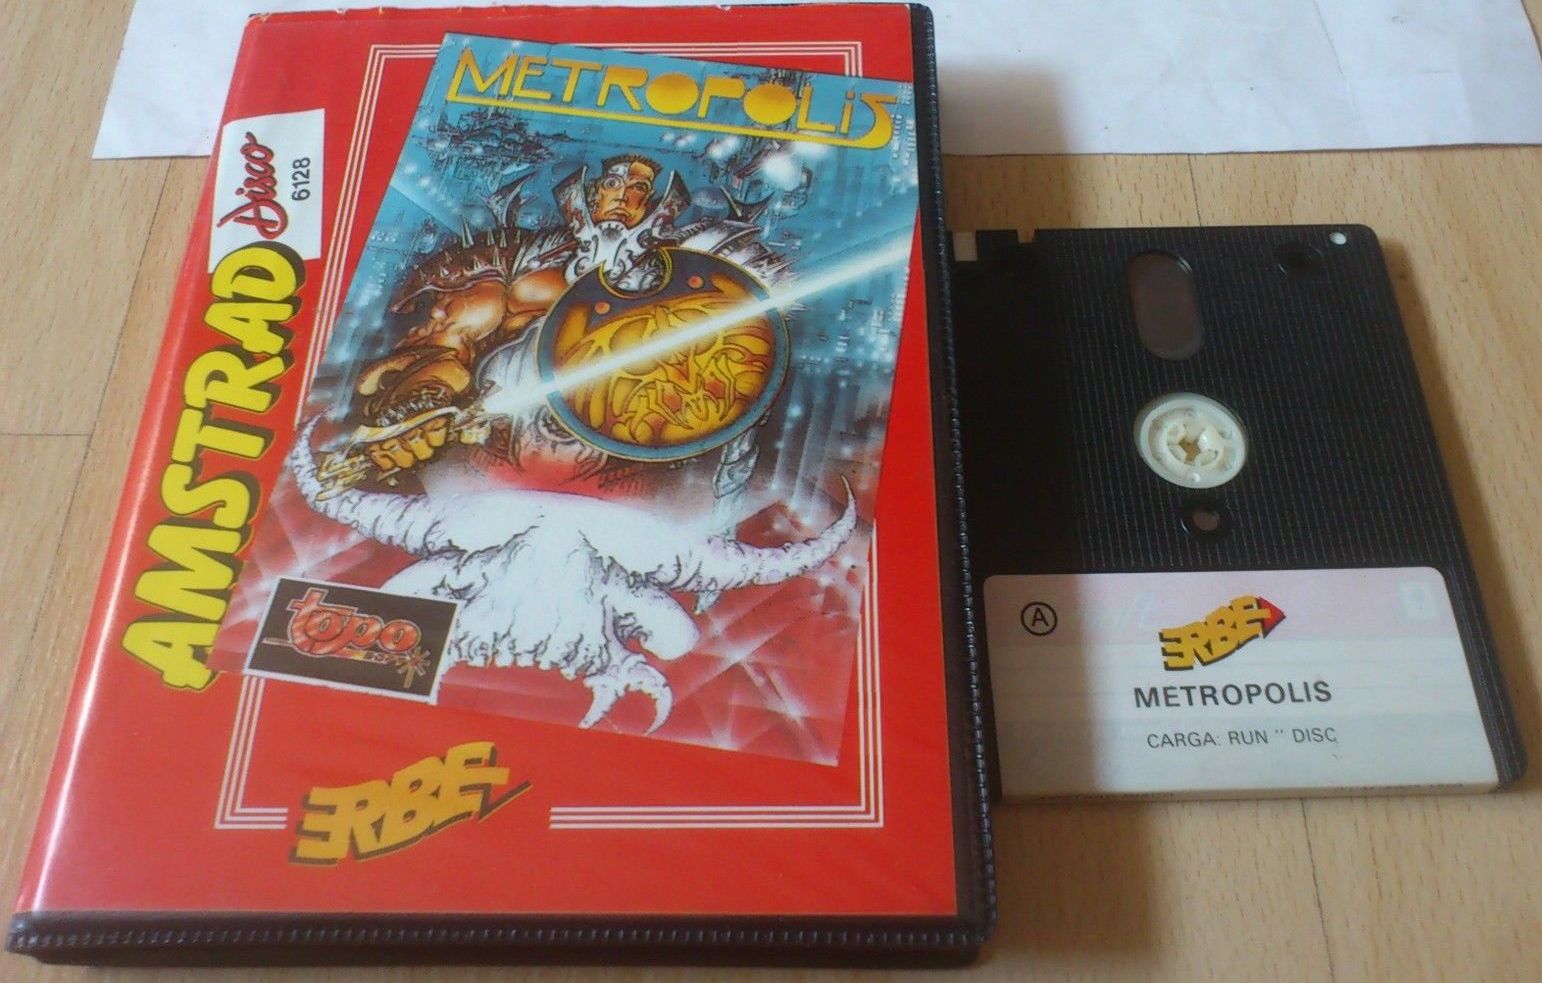 METROPOLiS
Disco
6128
AMSTRAD
topo
ERBE
A
ERBE
METROPOLIS
CARGA: RUN " DISC